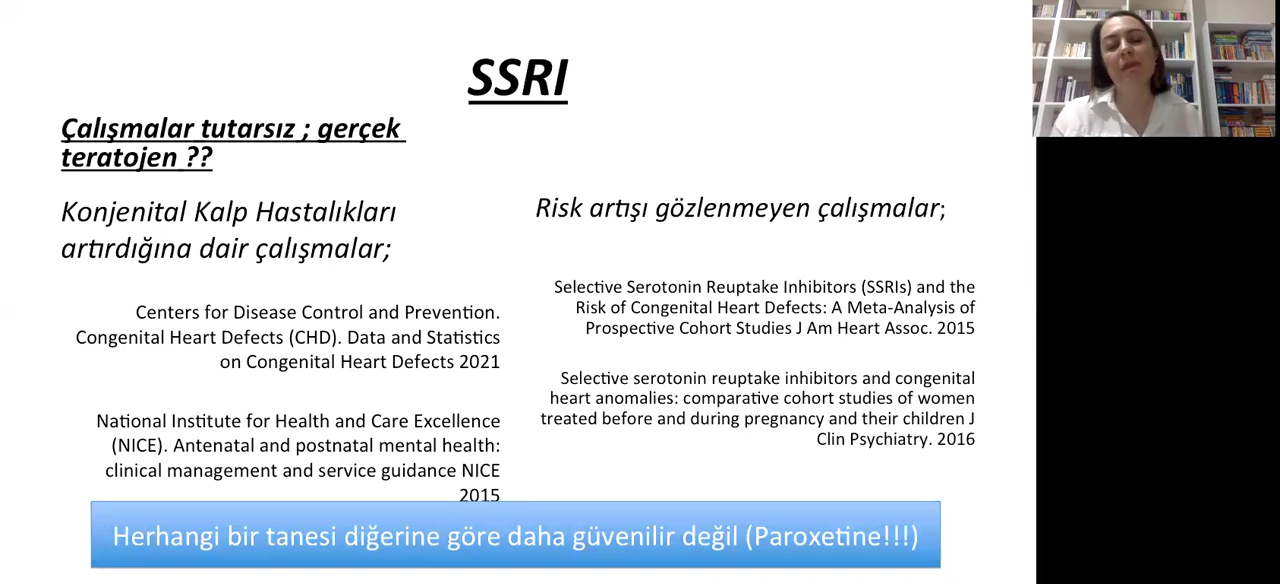 SSRI
Çalışmalar tutarsız ; gerçek
teratojen ??
Konjenital Kalp Hastalıkları
artırdığına dair çalışmalar;
Centers for Disease Control and Prevention.
Congenital Heart Defects (CHD). Data and Statistics
on Congenital Heart Defects 2021
National Institute for Health and Care Excellence
(NICE). Antenatal and postnatal mental health:
clinical management and service guidance NICE
2015
Risk artışı gözlenmeyen çalışmalar;
Selective Serotonin Reuptake Inhibitors (SSRIs) and the
Risk of Congenital Heart Defects: A Meta-Analysis of
Prospective Cohort Studies J Am Heart Assoc. 2015
Selective serotonin reuptake inhibitors and congenital
heart anomalies: comparative cohort studies of women
treated before and during pregnancy and their children J
Clin Psychiatry. 2016
Herhangi bir tanesi diğerine göre daha güvenilir değil (Paroxetine!!!)